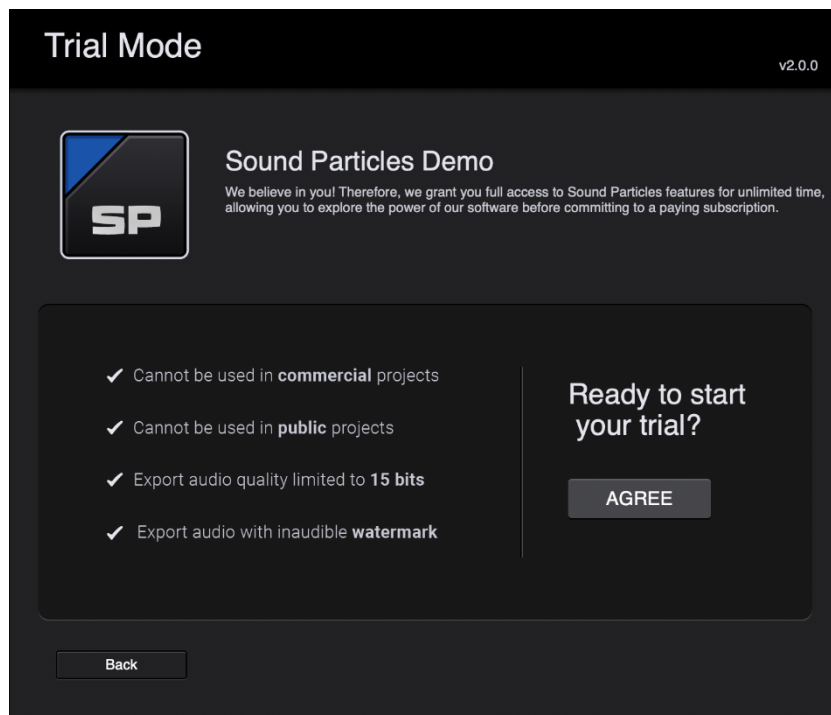 Trial Mode
v2.0.0
SP
Sound Particles Demo
We believe in you! Therefore, we grant you full access to Sound Particles features for unlimited time,
allowing you to explore the power of our software before committing to a paying subscription.
Cannot be used in commercial projects
Cannot be used in public projects
Export audio quality limited to 15 bits
Export audio with inaudible watermark
Ready to start
your trial?
AGREE
Back